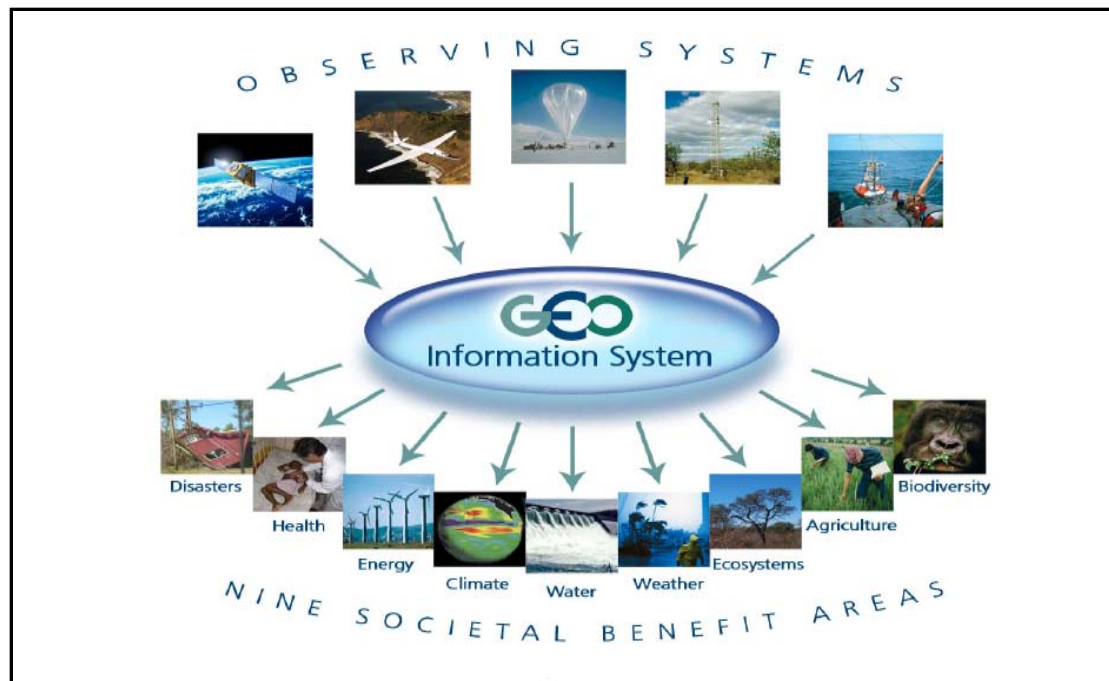 OBSERVING SYSTEMS
GEO
Information System
Disasters
Health
Energy
Climate
Water
Weather
Ecosystems
Agriculture
Biodiversity
NINE SOCIETAL BENEFIT AREAS